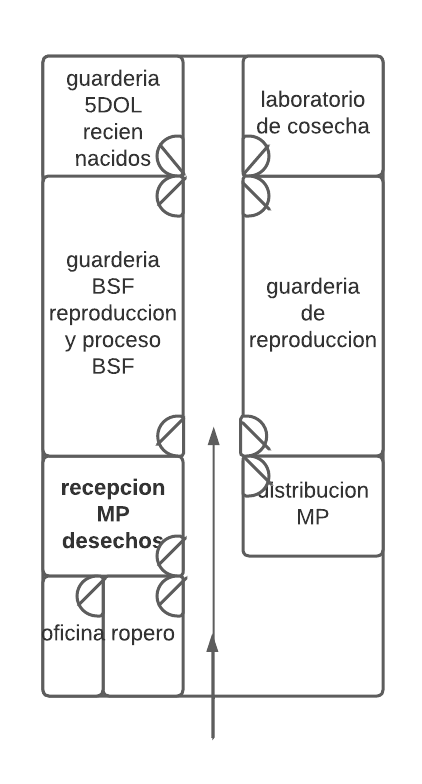 guarderia
5DOL
recien
nacidos
laboratorio
de cosecha
guarderia
BSF
reproduccion
y proceso
BSF
guarderia
de
reproduccion
recepcion
MP
desechos
distribucion
MP
oficina
ropero